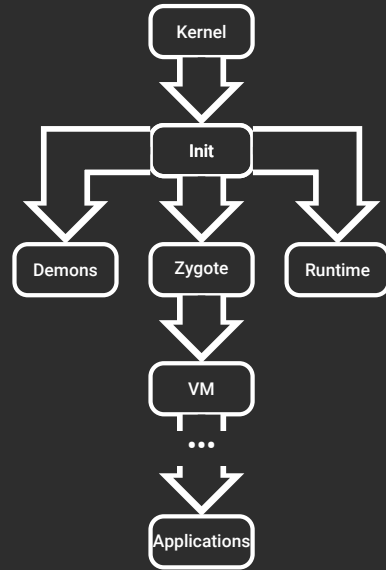 Kernel
Init
Demons
Zygote
Runtime
VM
...
Applications